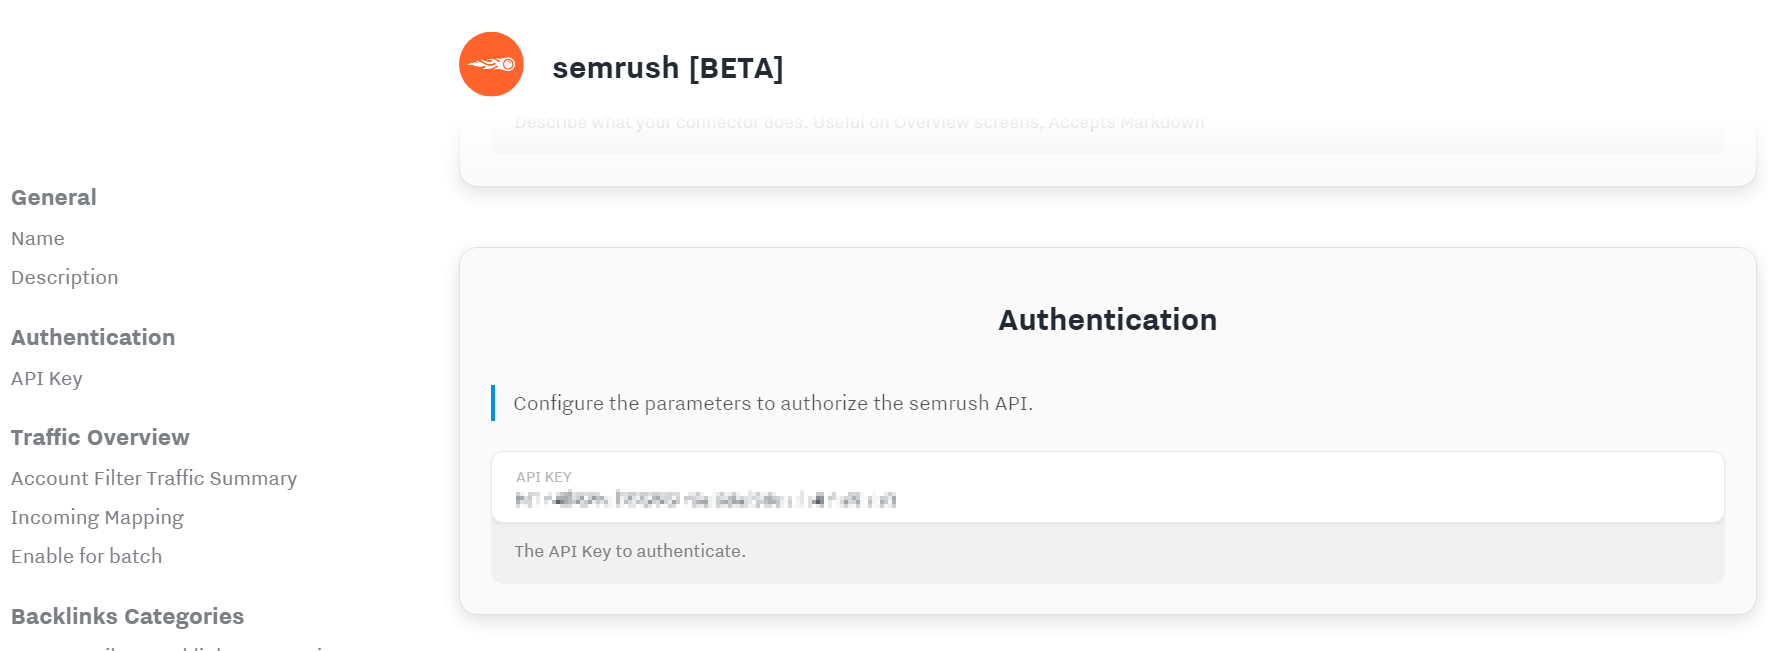 semrush [BETA]
Describe what your connector does. Useful on Overview screens, Accepts Markdown
General
Name
Description
Authentication
API Key
Traffic Overview
Account Filter Traffic Summary
Incoming Mapping
Enable for batch
Backlinks Categories
Authentication
Configure the parameters to authorize the semrush API.
API KEY
The API Key to authenticate.